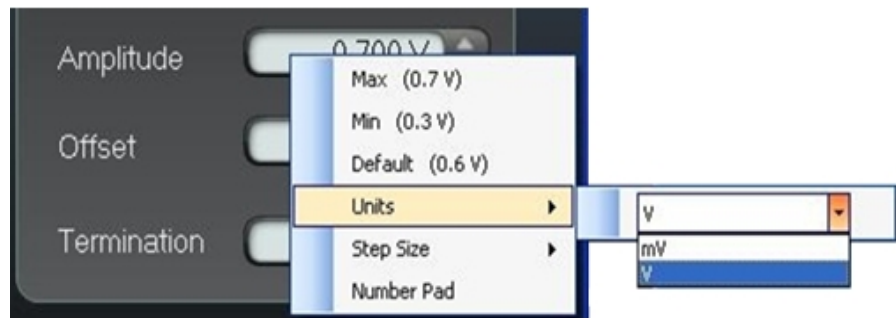 Amplitude 0.700 V
Max (0.7 V)
Min (0.3 V)
Offset
Default (0.6 V)
Units V
mV
V
Termination
Step Size
Number Pad